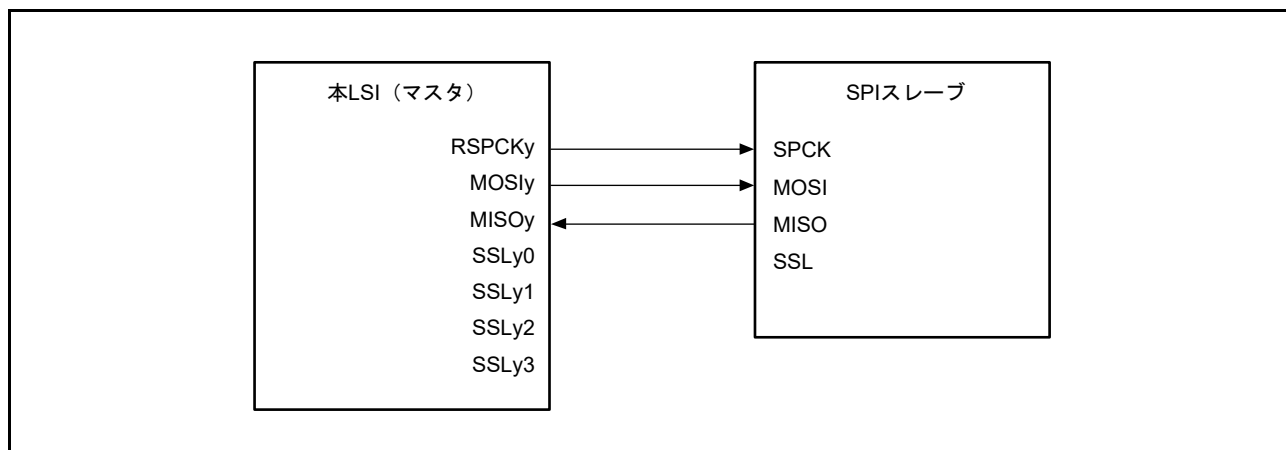 本LSI（マスタ）
RSPCKy
MOSIy
MISOy
SSLy0
SSLy1
SSLy2
SSLy3
SPIスレーブ
SPCK
MOSI
MISO
SSL